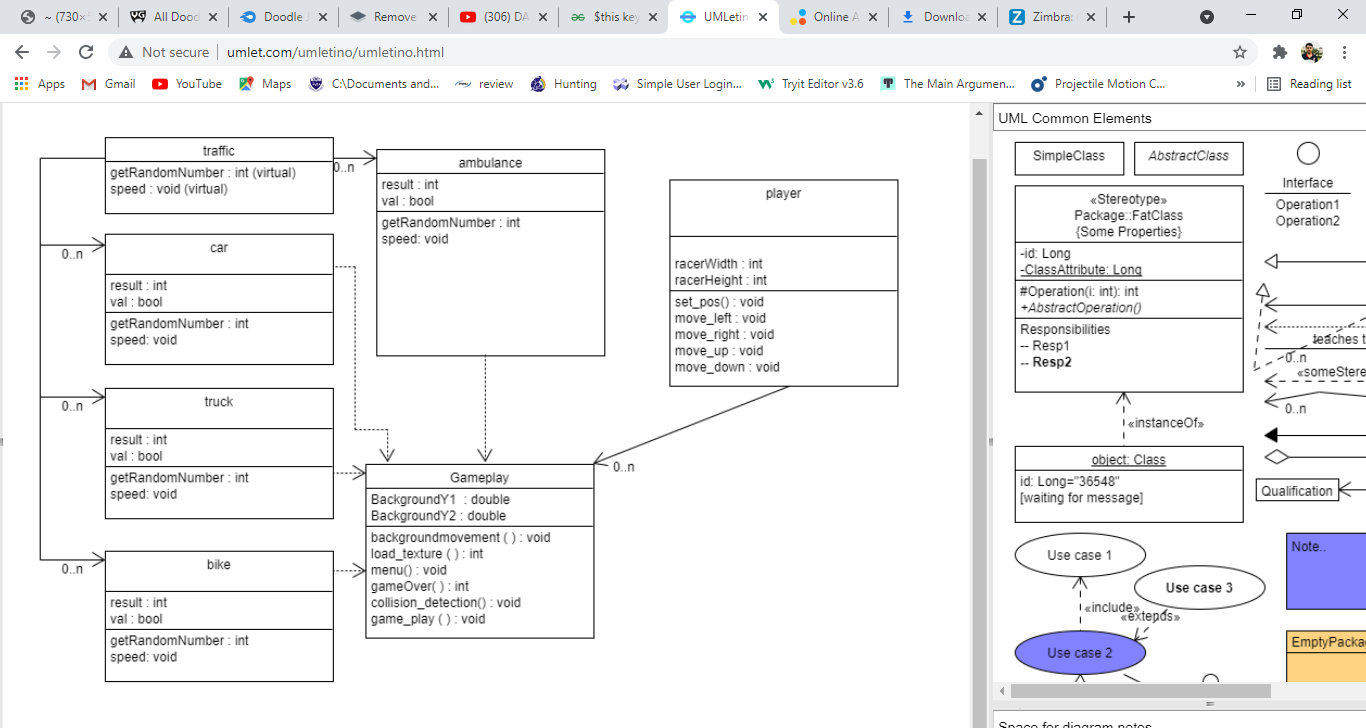 ~ (730×
All Dood
Doodle J
Remove
(306) DA
$this key
UMLetin
Online A
Downloa
Zimbra:
Not secure
umlet.com/umletino/umletino.html
Apps
Gmail
YouTube
Maps
C:\Documents and...
review
Hunting
Simple User Login...
Tryit Editor v3.6
The Main Argumen...
Projectile Motion C...
»
Reading list
traffic
getRandomNumber : int (virtual)
speed : void (virtual)
0..n
ambulance
result : int
val : bool
getRandomNumber : int
speed: void
player
racerWidth : int
racerHeight : int
set_pos() : void
move_left : void
move_right : void
move_up : void
move_down : void
0..n
car
result : int
val : bool
getRandomNumber : int
speed: void
0..n
truck
result : int
val : bool
getRandomNumber : int
speed: void
0..n
Gameplay
BackgroundY1 : double
BackgroundY2 : double
backgroundmovement ( ) : void
load_texture ( ) : int
menu() : void
gameOver( ) : int
collision_detection() : void
game_play ( ) : void
0..n
bike
result : int
val : bool
getRandomNumber : int
speed: void
UML Common Elements
SimpleClass
AbstractClass
Interface
Operation1
Operation2
«Stereotype»
Package::FatClass
{Some Properties}
-id: Long
-ClassAttribute: Long
#Operation(i: int): int
+AbstractOperation()
Responsibilities
-- Resp1
-- Resp2
teaches t
0..n
«someStere
0..n
«instanceOf»
object: Class
id: Long="36548"
[waiting for message]
Qualification
Use case 1
Note..
Use case 3
«include»
«extends»
Use case 2
EmptyPacka
Space for diagram notes